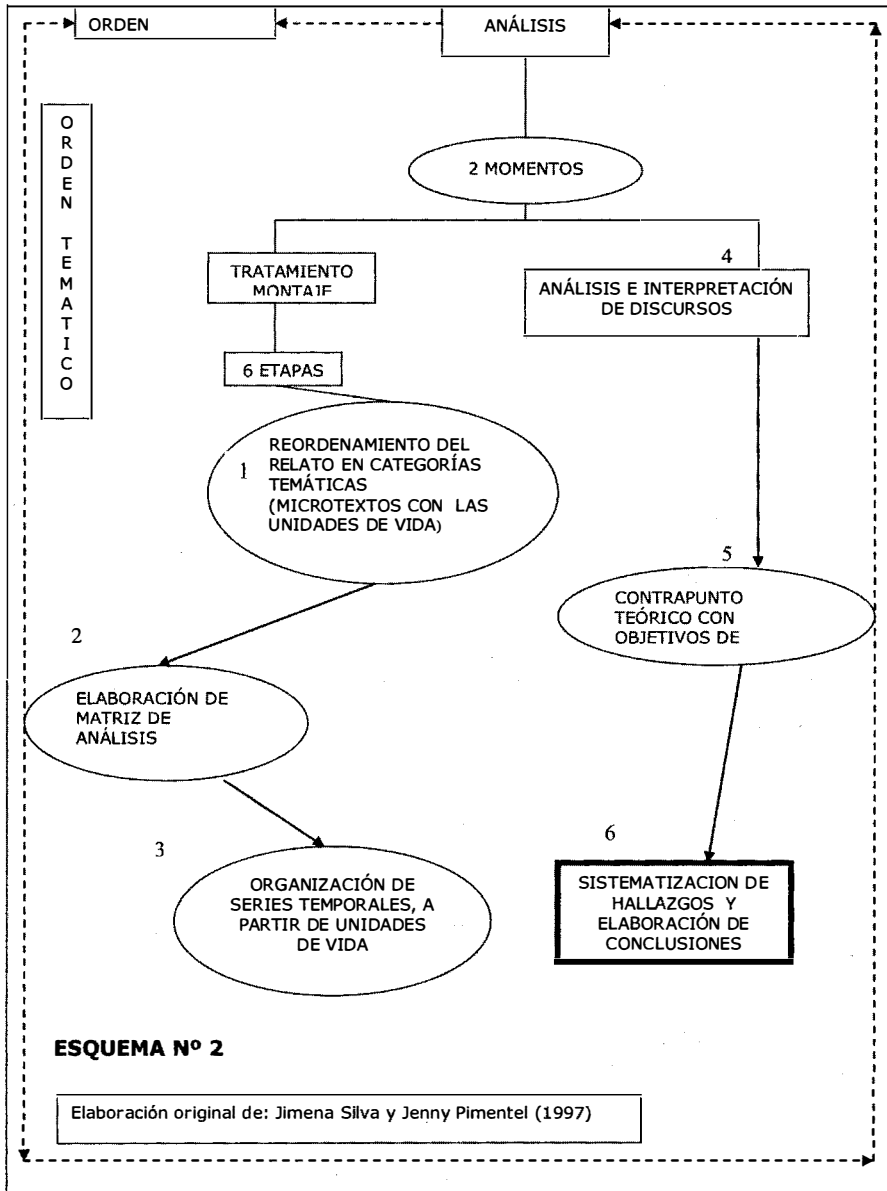 ORDEN
ANÁLISIS
ORDEN TEMATICO
2 MOMENTOS
TRATAMIENTO
MONTAJE
4
ANÁLISIS E INTERPRETACIÓN
DE DISCURSOS
6 ETAPAS
1
REORDENAMIENTO DEL
RELATO EN CATEGORÍAS
TEMÁTICAS
(MICROTEXTOS CON LAS
UNIDADES DE VIDA)
5
CONTRAPUNTO
TEÓRICO CON
OBJETIVOS DE
2
ELABORACIÓN DE
MATRIZ DE
ANÁLISIS
3
ORGANIZACIÓN DE
SERIES TEMPORALES, A
PARTIR DE UNIDADES
DE VIDA
6
SISTEMATIZACION DE
HALLAZGOS Y
ELABORACIÓN DE
CONCLUSIONES
ESQUEMA Nº 2
Elaboración original de: Jimena Silva y Jenny Pimentel (1997)